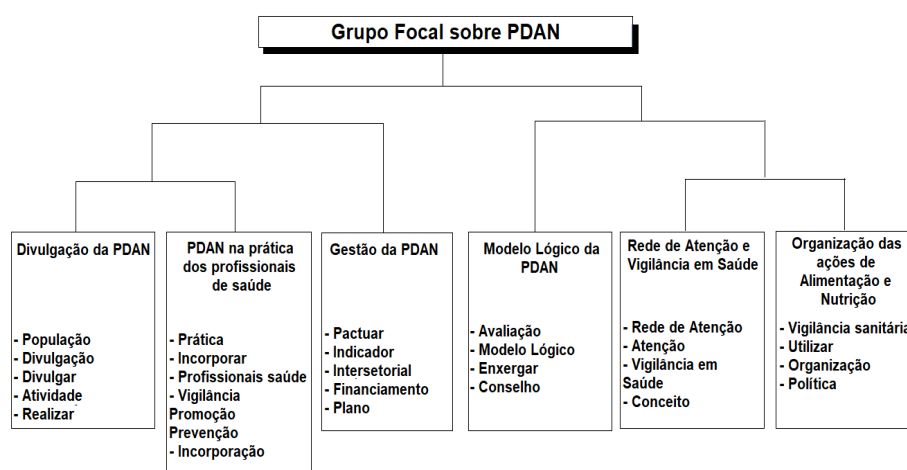 Grupo Focal sobre PDAN
Divulgação da PDAN
- População
- Divulgação
- Divulgar
- Atividade
- Realizar
PDAN na prática
dos profissionais
de saúde
- Prática
- Incorporar
- Profissionais saúde
- Vigilância
Promoção
Prevenção
- Incorporação
Gestão da PDAN
- Pactuar
- Indicador
- Intersetorial
- Financiamento
- Plano
Modelo Lógico da
PDAN
- Avaliação
- Modelo Lógico
- Enxergar
- Conselho
Rede de Atenção e
Vigilância em Saúde
- Rede de Atenção
- Atenção
- Vigilância em
Saúde
- Conceito
Organização das
ações de
Alimentação e
Nutrição
- Vigilância sanitária
- Utilizar
- Organização
- Política